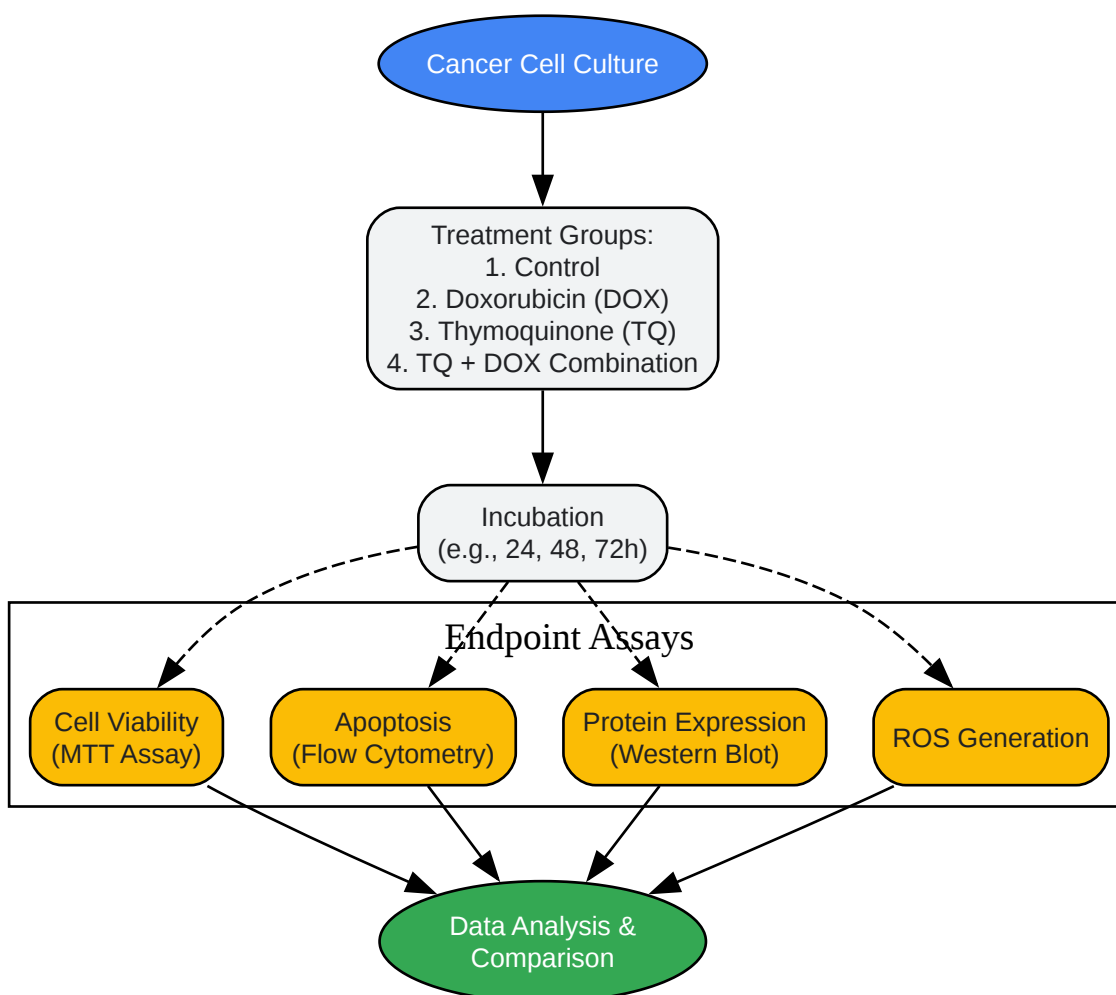 Cancer Cell Culture
Treatment Groups:
1. Control
2. Doxorubicin (DOX)
3. Thymoquinone (TQ)
4. TQ + DOX Combination
Incubation
(e.g., 24, 48, 72h)
Endpoint Assays
Cell Viability
(MTT Assay)
Apoptosis
(Flow Cytometry)
Protein Expression
(Western Blot)
ROS Generation
Data Analysis &
Comparison